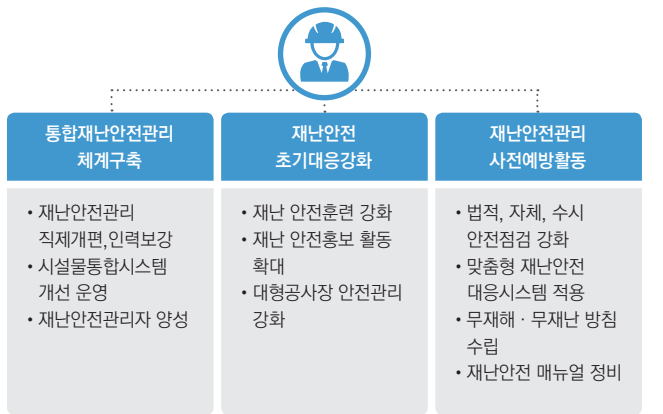 통합재난안전관리
체계구축
• 재난안전관리
직제개편,인력보강
• 시설물통합시스템
개선 운영
• 재난안전관리자 양성
재난안전
초기대응강화
• 재난 안전훈련 강화
• 재난 안전홍보 활동
확대
• 대형공사장 안전관리
강화
재난안전관리
사전예방활동
• 법적, 자체, 수시
안전점검 강화
• 맞춤형 재난안전
대응시스템 적용
• 무재해 · 무재난 방침
수립
• 재난안전 매뉴얼 정비